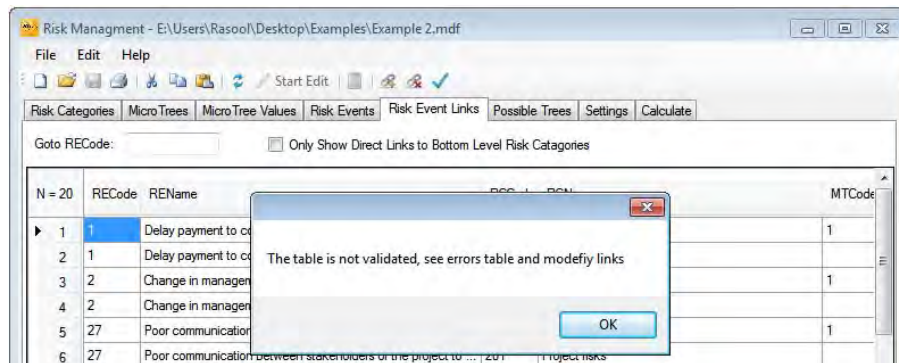 Risk Managment - E:\Users\Rasool\Desktop\Examples\Example 2.mdf
File Edit Help
Start Edit
Risk Categories MicroTrees MicroTree Values Risk Events Risk Event Links Possible Trees Settings Calculate
Goto RECode: Only Show Direct Links to Bottom Level Risk Catagories
N = 20 RECode REName MTCode
1 1 Delay payment to 1
2 1 Delay payment to
The table is not validated, see errors table and modefiy links
3 2 Change in 1
4 2 Change in
OK
5 27 Poor communication 1
6 27 Poor communication between stakeholders of the project to ... 201 Project risks